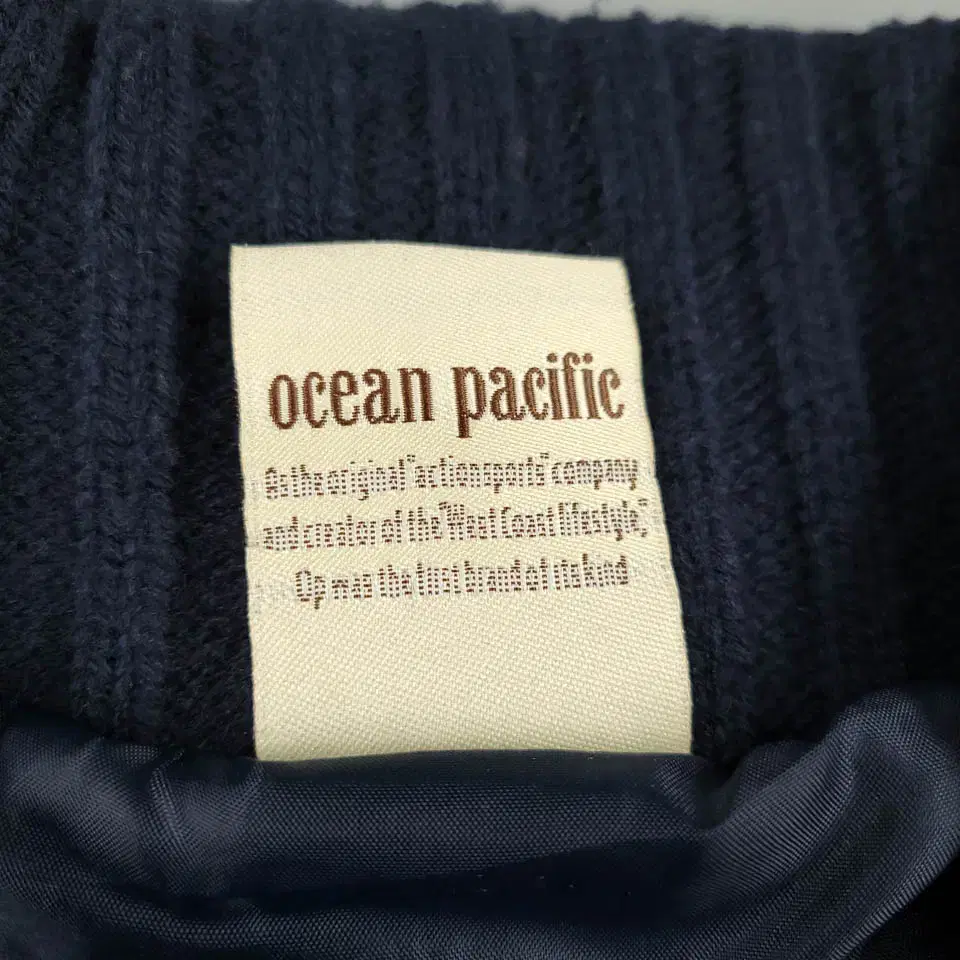 ocean pacific
As the original "action sports" company
and creator of the "West Coast lifestyle,"
Op was the first brand of its kind